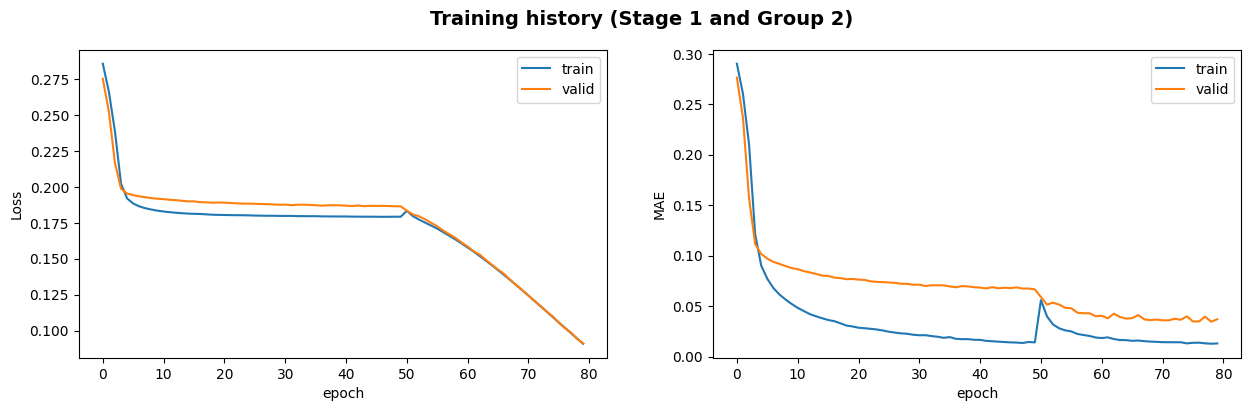 Training history (Stage 1 and Group 2)
Loss
0.275
0.250
0.225
0.200
0.175
0.150
0.125
0.100
0 10 20 30 40 50 60 70 80
epoch
train
valid
MAE
0.30
0.25
0.20
0.15
0.10
0.05
0.00
0 10 20 30 40 50 60 70 80
epoch
train
valid